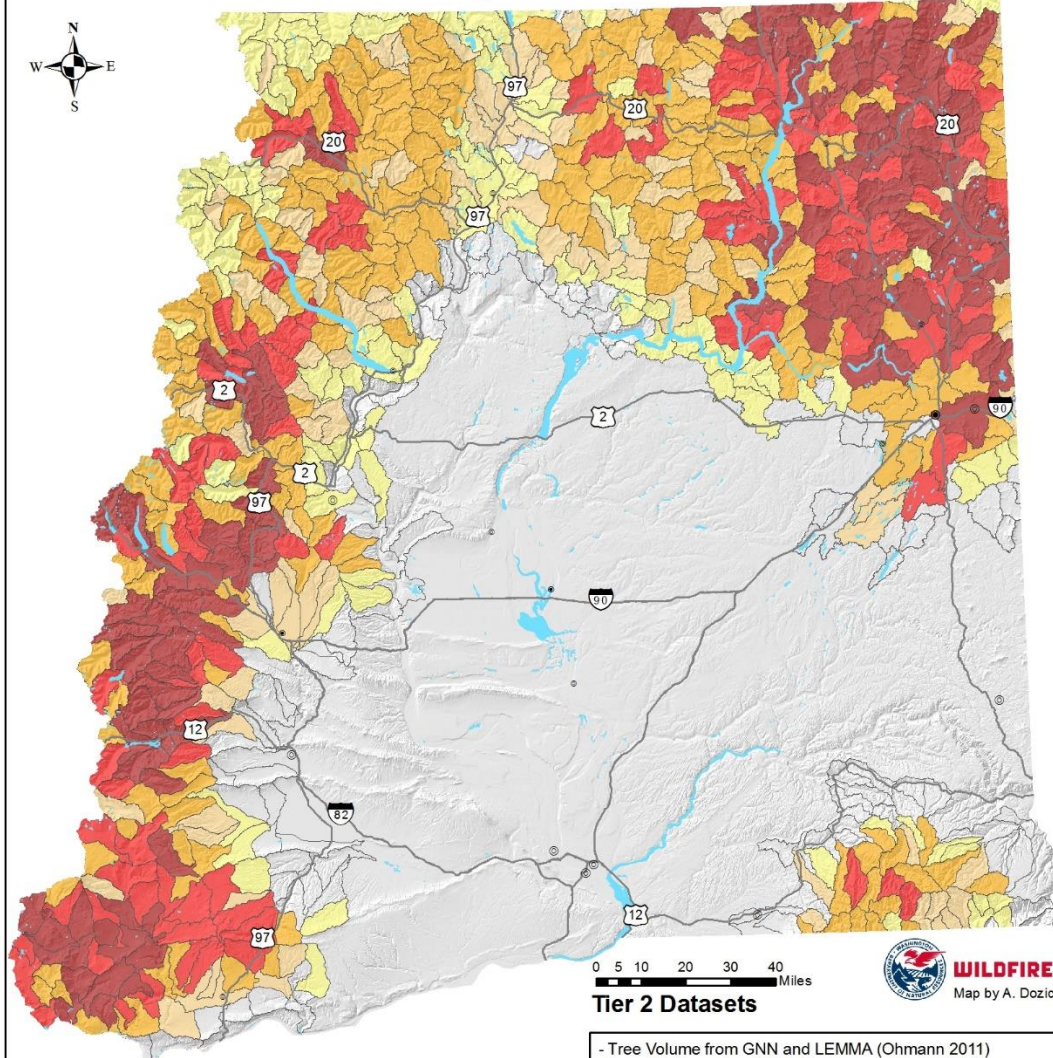 N
W E
S
97
20
20
20
97
2
2
2
90
97
90
12
82
97
12
0 5 10 20 30 40
Miles
Tier 2 Datasets
WILDFIRE
Map by A. Dozic
- Tree Volume from GNN and LEMMA (Ohmann 2011)